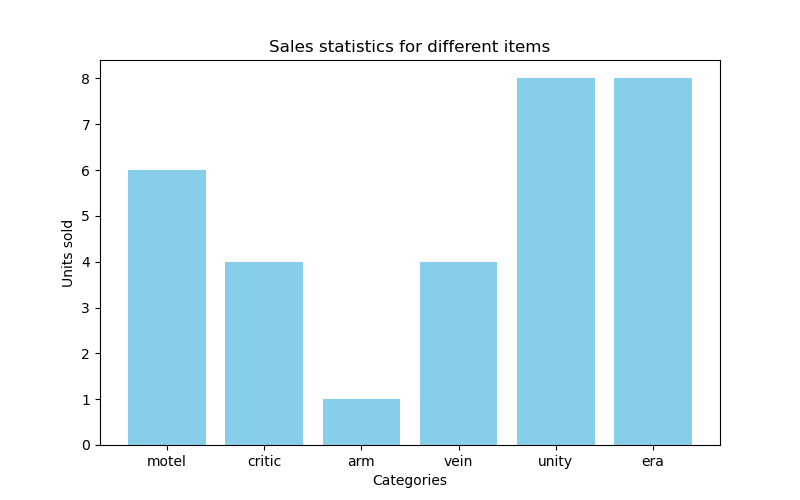 Sales statistics for different items
Units sold
8
7
6
5
4
3
2
1
0
motel critic arm vein unity era
Categories